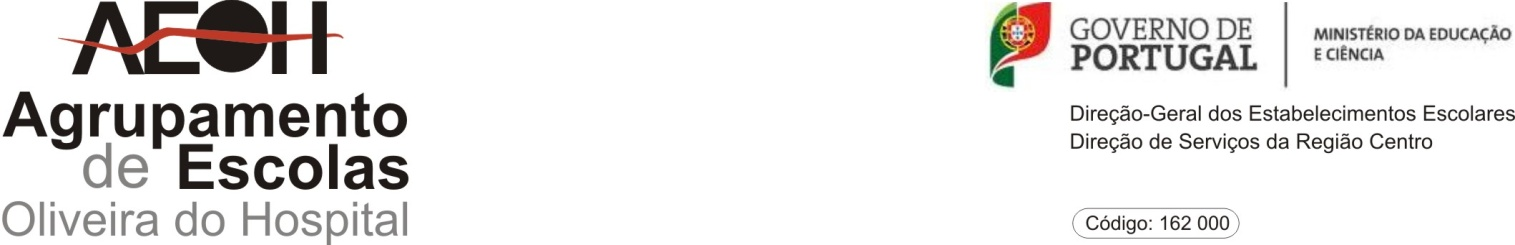 AEOH
Agrupamento
de Escolas
Oliveira do Hospital
GOVERNO DE
PORTUGAL
MINISTÉRIO DA EDUCAÇÃO
E CIÊNCIA
Direção-Geral dos Estabelecimentos Escolares
Direção de Serviços da Região Centro
Código: 162 000